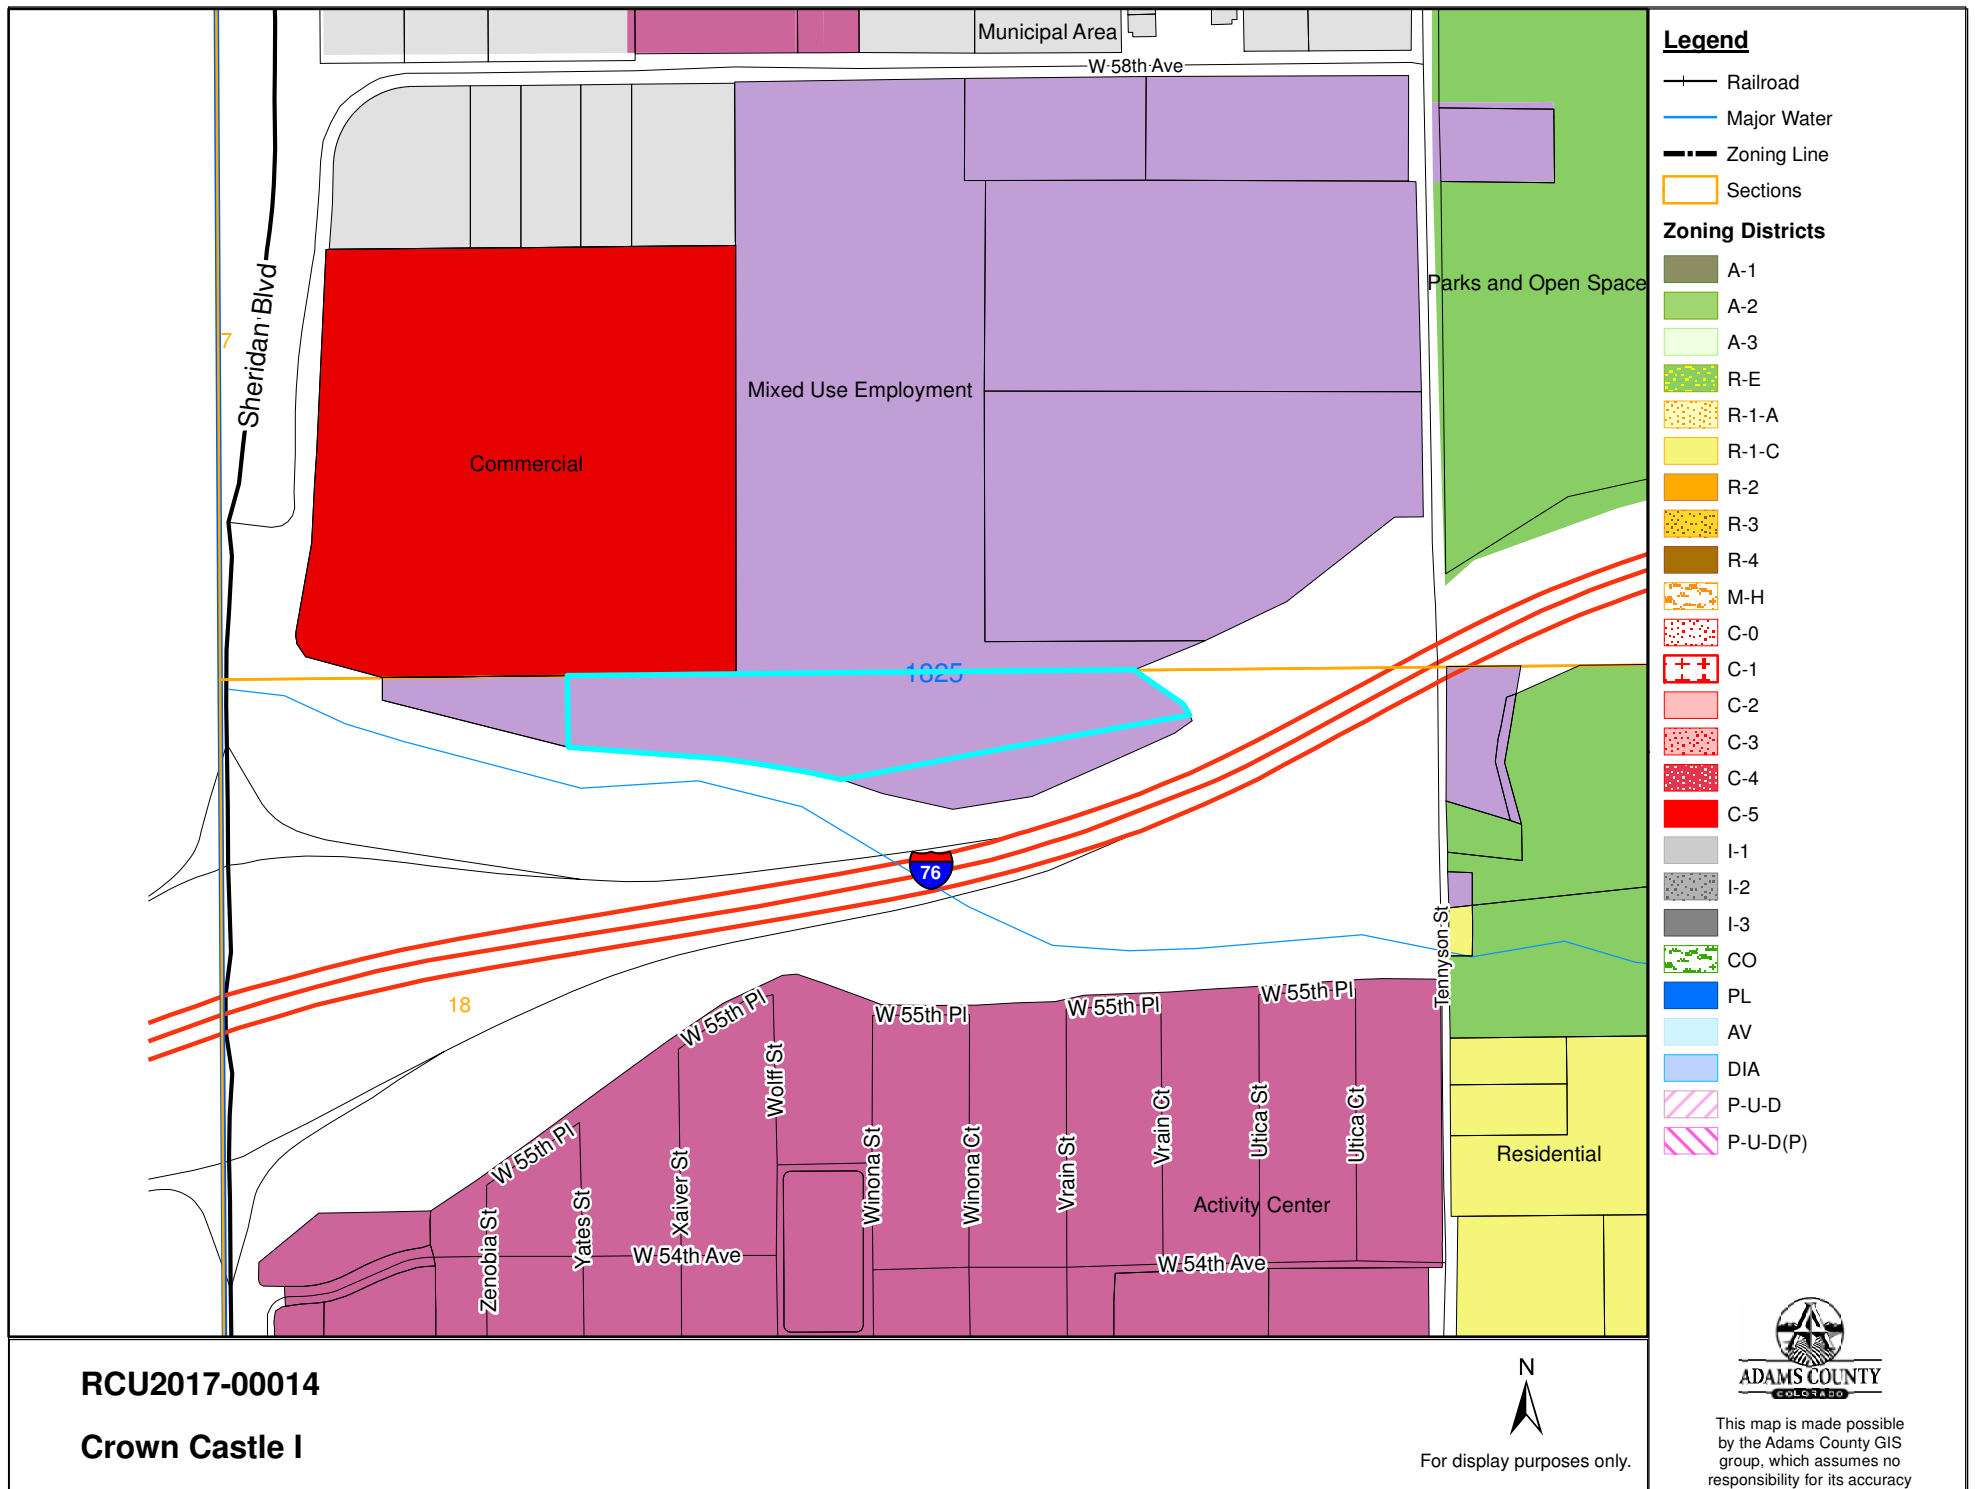 Municipal Area
W 58th Ave
Sheridan Blvd
7
Parks and Open Space
Mixed Use Employment
Commercial
1825
76
Tennyson St
18
W 55th Pl
W 55th Pl
W 55th Pl
W 55th Pl
W 55th Pl
Wolff St
Zenobia St
Yates St
Xaiver St
Winona St
Winona Ct
Vrain St
Vrain Ct
Utica St
Utica Ct
Residential
Activity Center
W 54th Ave
W 54th Ave
Legend
Railroad
Major Water
Zoning Line
Sections
Zoning Districts
A-1
A-2
A-3
R-E
R-1-A
R-1-C
R-2
R-3
R-4
M-H
C-0
C-1
C-2
C-3
C-4
C-5
I-1
I-2
I-3
CO
PL
AV
DIA
P-U-D
P-U-D(P)
RCU2017-00014
Crown Castle I
N
For display purposes only.
ADAMS COUNTY
COLORADO
This map is made possible
by the Adams County GIS
group, which assumes no
responsibility for its accuracy